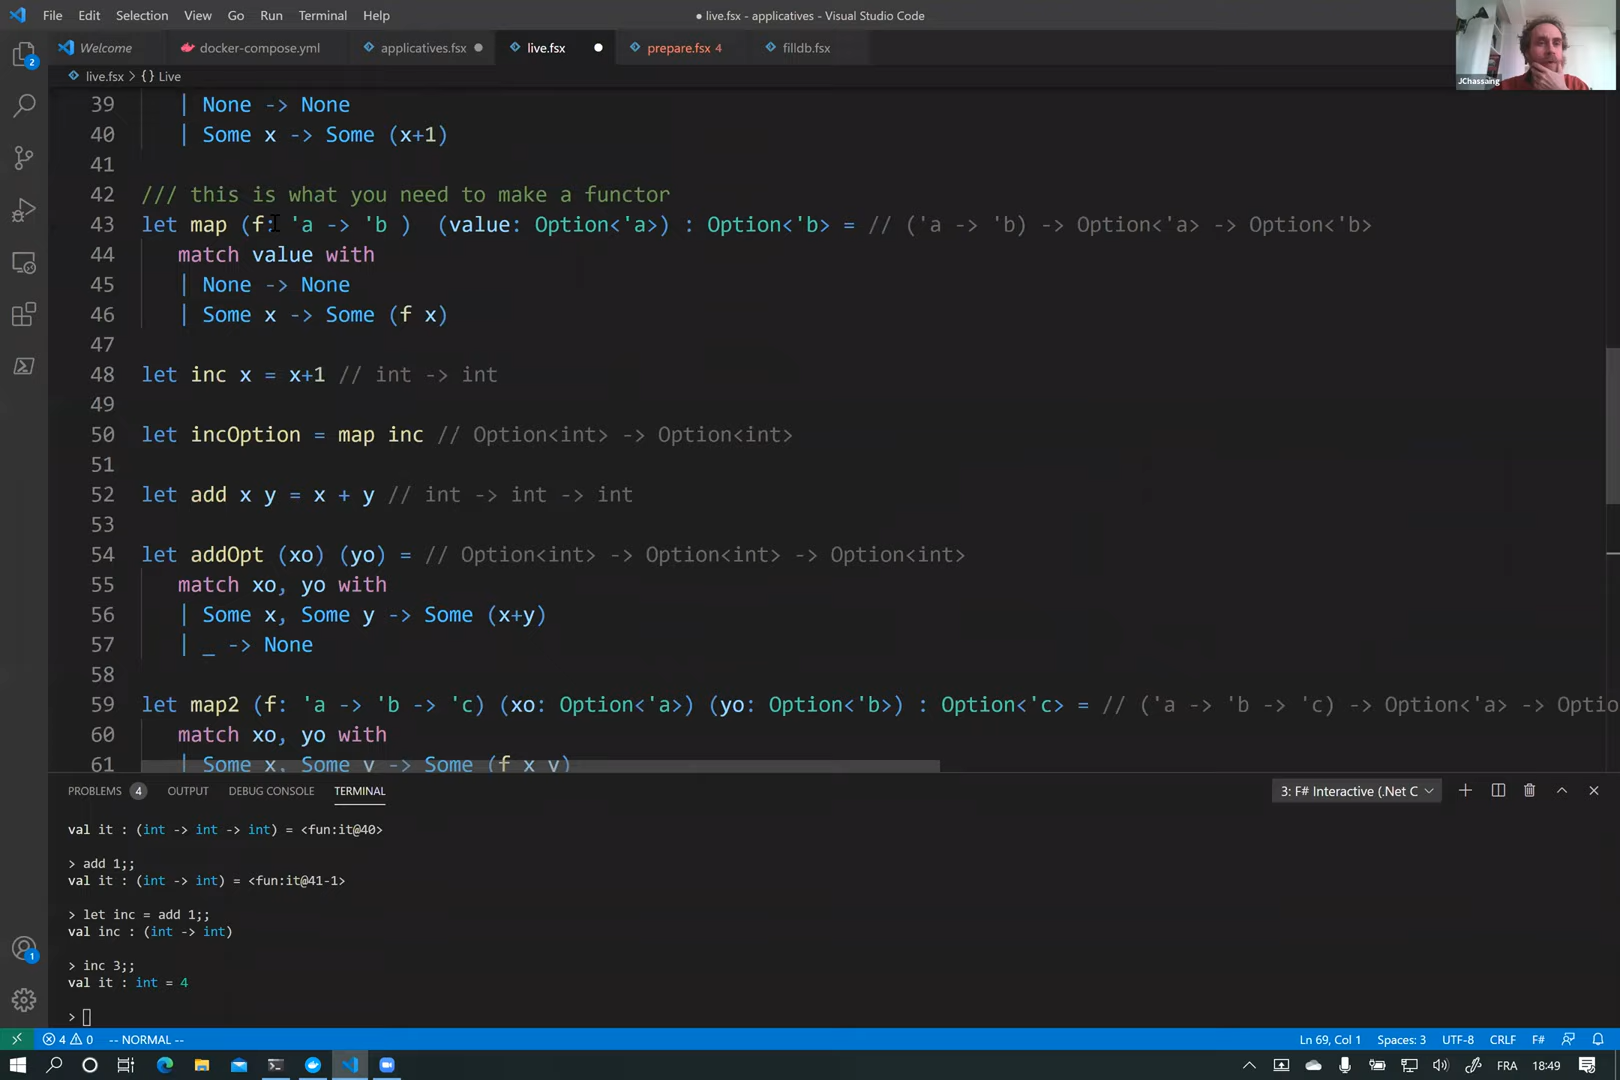 File Edit Selection View Go Run Terminal Help
● live.fsx - applicatives - Visual Studio Code
JChassaing
2
Welcome
docker-compose.yml
applicatives.fsx
live.fsx
prepare.fsx 4
filldb.fsx
live.fsx > {} Live
39 | None -> None
40 | Some x -> Some (x+1)
41
42 /// this is what you need to make a functor
43 let map (f: 'a -> 'b )  (value: Option<'a>) : Option<'b> = // ('a -> 'b) -> Option<'a> -> Option<'b>
44 match value with
45 | None -> None
46 | Some x -> Some (f x)
47
48 let inc x = x+1 // int -> int
49
50 let incOption = map inc // Option<int> -> Option<int>
51
52 let add x y = x + y // int -> int -> int
53
54 let addOpt (xo) (yo) = // Option<int> -> Option<int> -> Option<int>
55 match xo, yo with
56 | Some x, Some y -> Some (x+y)
57 | _ -> None
58
59 let map2 (f: 'a -> 'b -> 'c) (xo: Option<'a>) (yo: Option<'b>) : Option<'c> = // ('a -> 'b -> 'c) -> Option<'a> -> Optio
60 match xo, yo with
61 | Some x, Some y -> Some (f x y)
PROBLEMS 4 OUTPUT DEBUG CONSOLE TERMINAL
3: F# Interactive (.Net C
val it : (int -> int -> int) = <fun:it@40>
> add 1;;
val it : (int -> int) = <fun:it@41-1>
> let inc = add 1;;
val inc : (int -> int)
> inc 3;;
val it : int = 4
>
1
4 0 -- NORMAL --
Ln 69, Col 1 Spaces: 3 UTF-8 CRLF F#
FRA 18:49